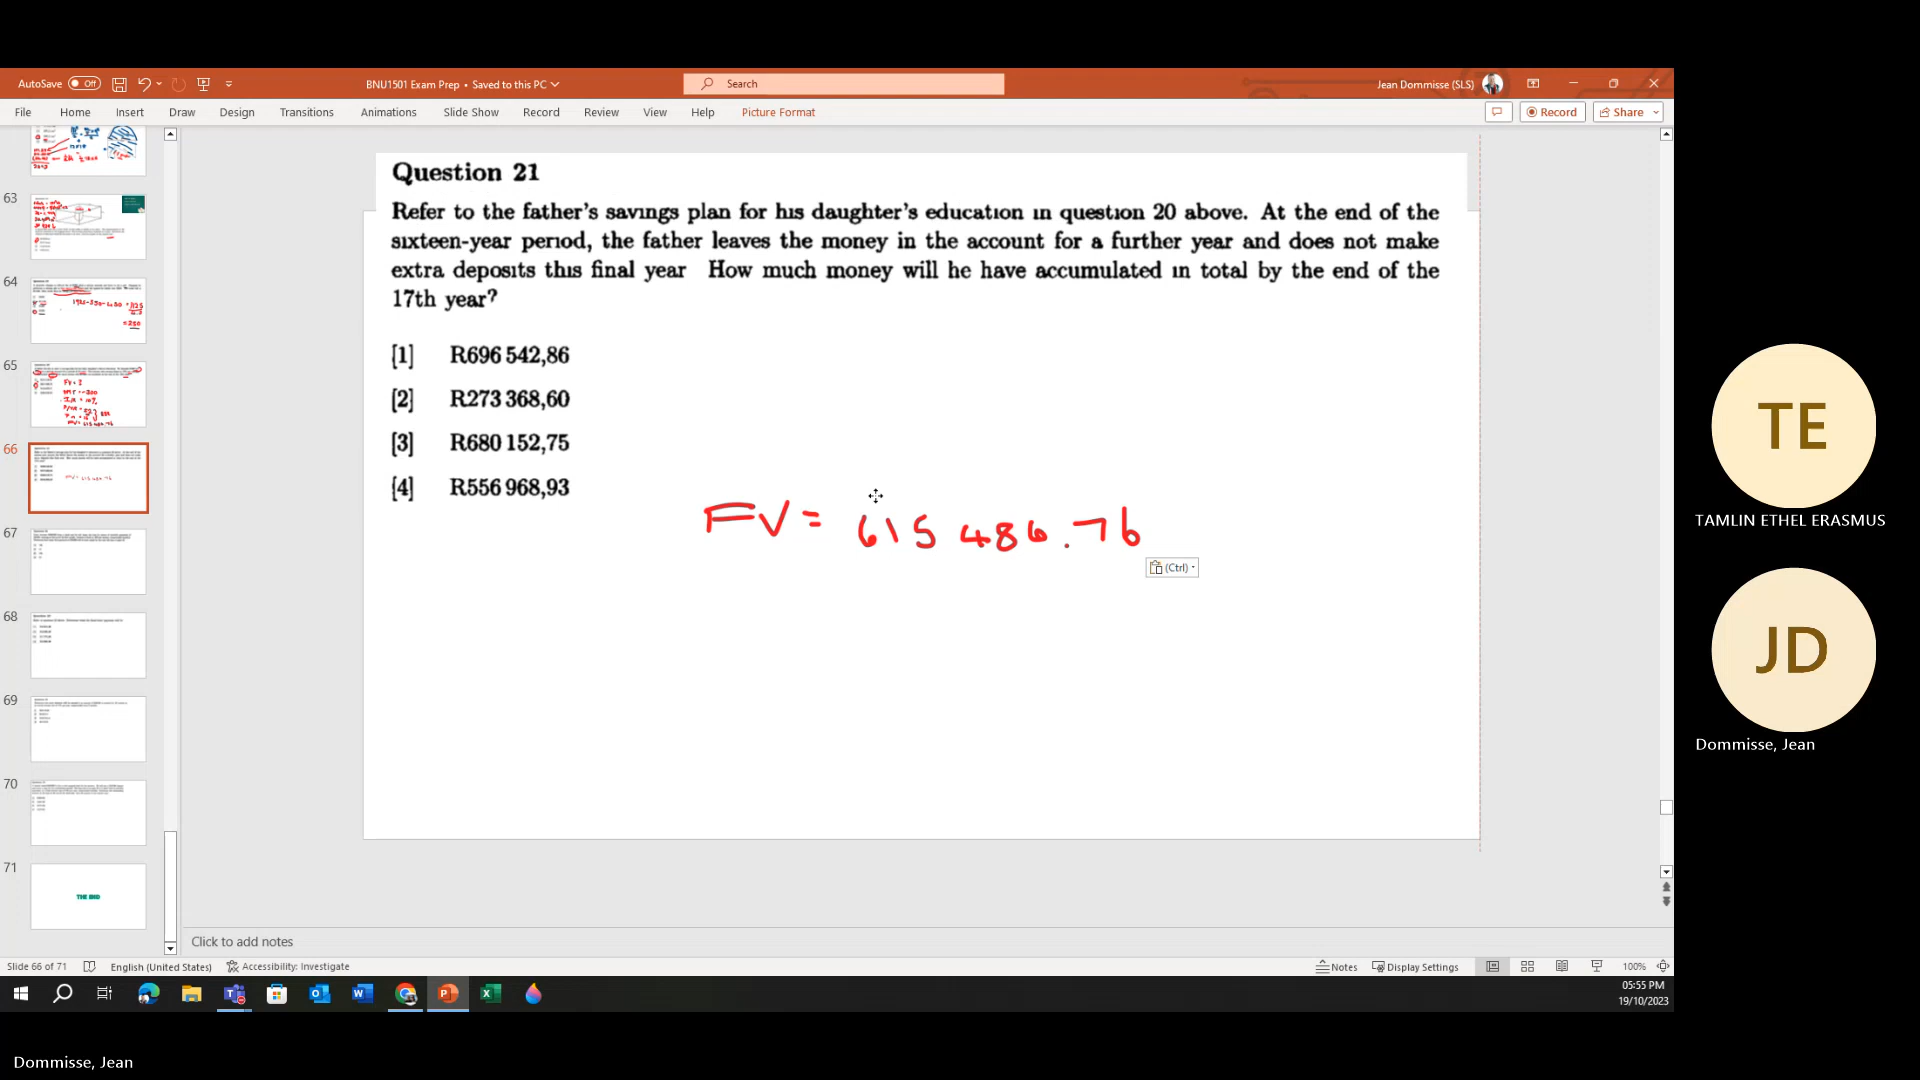 AutoSave Off
BNU1501 Exam Prep • Saved to this PC
Search
Jean Dommisse (SLS)
File Home Insert Draw Design Transitions Animations Slide Show Record Review View Help Picture Format
Record
Share
63
64
65
66
67
68
69
70
71
THE END
Question 21
Refer to the father's savings plan for his daughter's education in question 20 above. At the end of the
sixteen-year period, the father leaves the money in the account for a further year and does not make
extra deposits this final year How much money will he have accumulated in total by the end of the
17th year?
[1] R696 542,86
[2] R273 368,60
[3] R680 152,75
[4] R556 968,93
FV = 615 486.76
(Ctrl)
TE
TAMLIN ETHEL ERASMUS
JD
Dommisse, Jean
Click to add notes
Slide 66 of 71 English (United States) Accessibility: Investigate Notes Display Settings 100%
05:55 PM
19/10/2023
Dommisse, Jean